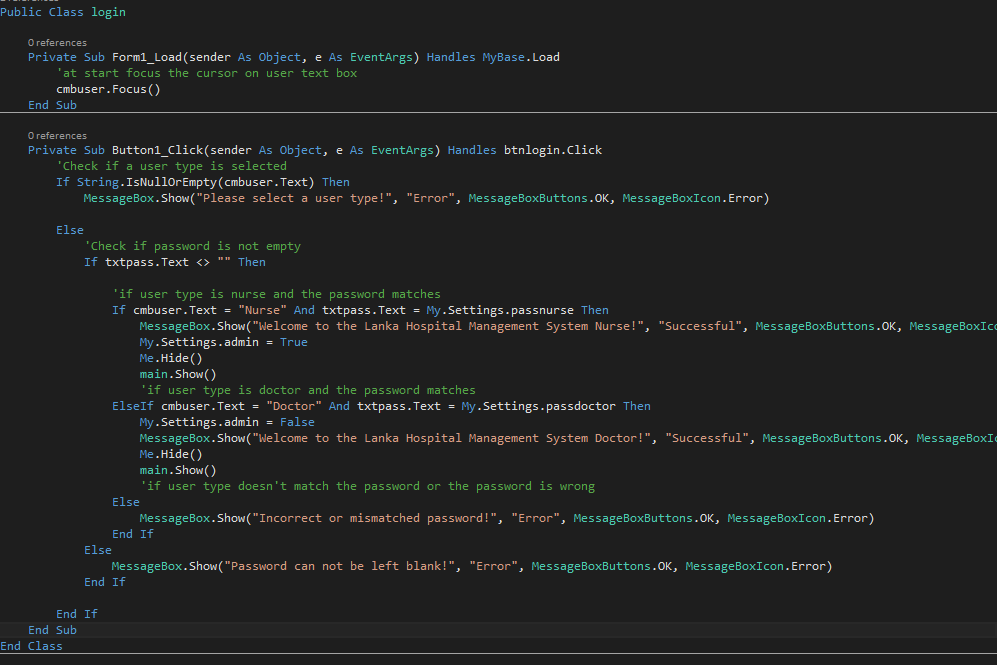 Public Class login
0 references
Private Sub Form1_Load(sender As Object, e As EventArgs) Handles MyBase.Load
'at start focus the cursor on user text box
cmbuser.Focus()
End Sub
0 references
Private Sub Button1_Click(sender As Object, e As EventArgs) Handles btnlogin.Click
'Check if a user type is selected
If String.IsNullOrEmpty(cmbuser.Text) Then
MessageBox.Show("Please select a user type!", "Error", MessageBoxButtons.OK, MessageBoxIcon.Error)
Else
'Check if password is not empty
If txtpass.Text <> "" Then
'if user type is nurse and the password matches
If cmbuser.Text = "Nurse" And txtpass.Text = My.Settings.passnurse Then
MessageBox.Show("Welcome to the Lanka Hospital Management System Nurse!", "Successful", MessageBoxButtons.OK, MessageBoxIc
My.Settings.admin = True
Me.Hide()
main.Show()
'if user type is doctor and the password matches
ElseIf cmbuser.Text = "Doctor" And txtpass.Text = My.Settings.passdoctor Then
My.Settings.admin = False
MessageBox.Show("Welcome to the Lanka Hospital Management System Doctor!", "Successful", MessageBoxButtons.OK, MessageBoxI
Me.Hide()
main.Show()
'if user type doesn't match the password or the password is wrong
Else
MessageBox.Show("Incorrect or mismatched password!", "Error", MessageBoxButtons.OK, MessageBoxIcon.Error)
End If
Else
MessageBox.Show("Password can not be left blank!", "Error", MessageBoxButtons.OK, MessageBoxIcon.Error)
End If
End If
End Sub
End Class